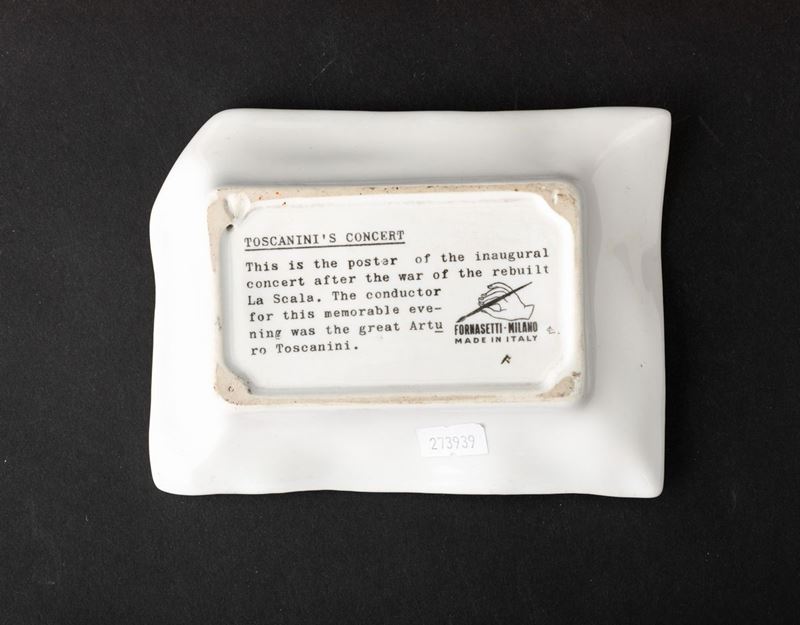 TOSCANINI'S CONCERT
This is the poster of the inaugural
concert after the war of the rebuilt
La Scala. The conductor
for this memorable eve-
ning was the great Artu
ro Toscanini.
FORNASETTI - MILANO
MADE IN ITALY
273939